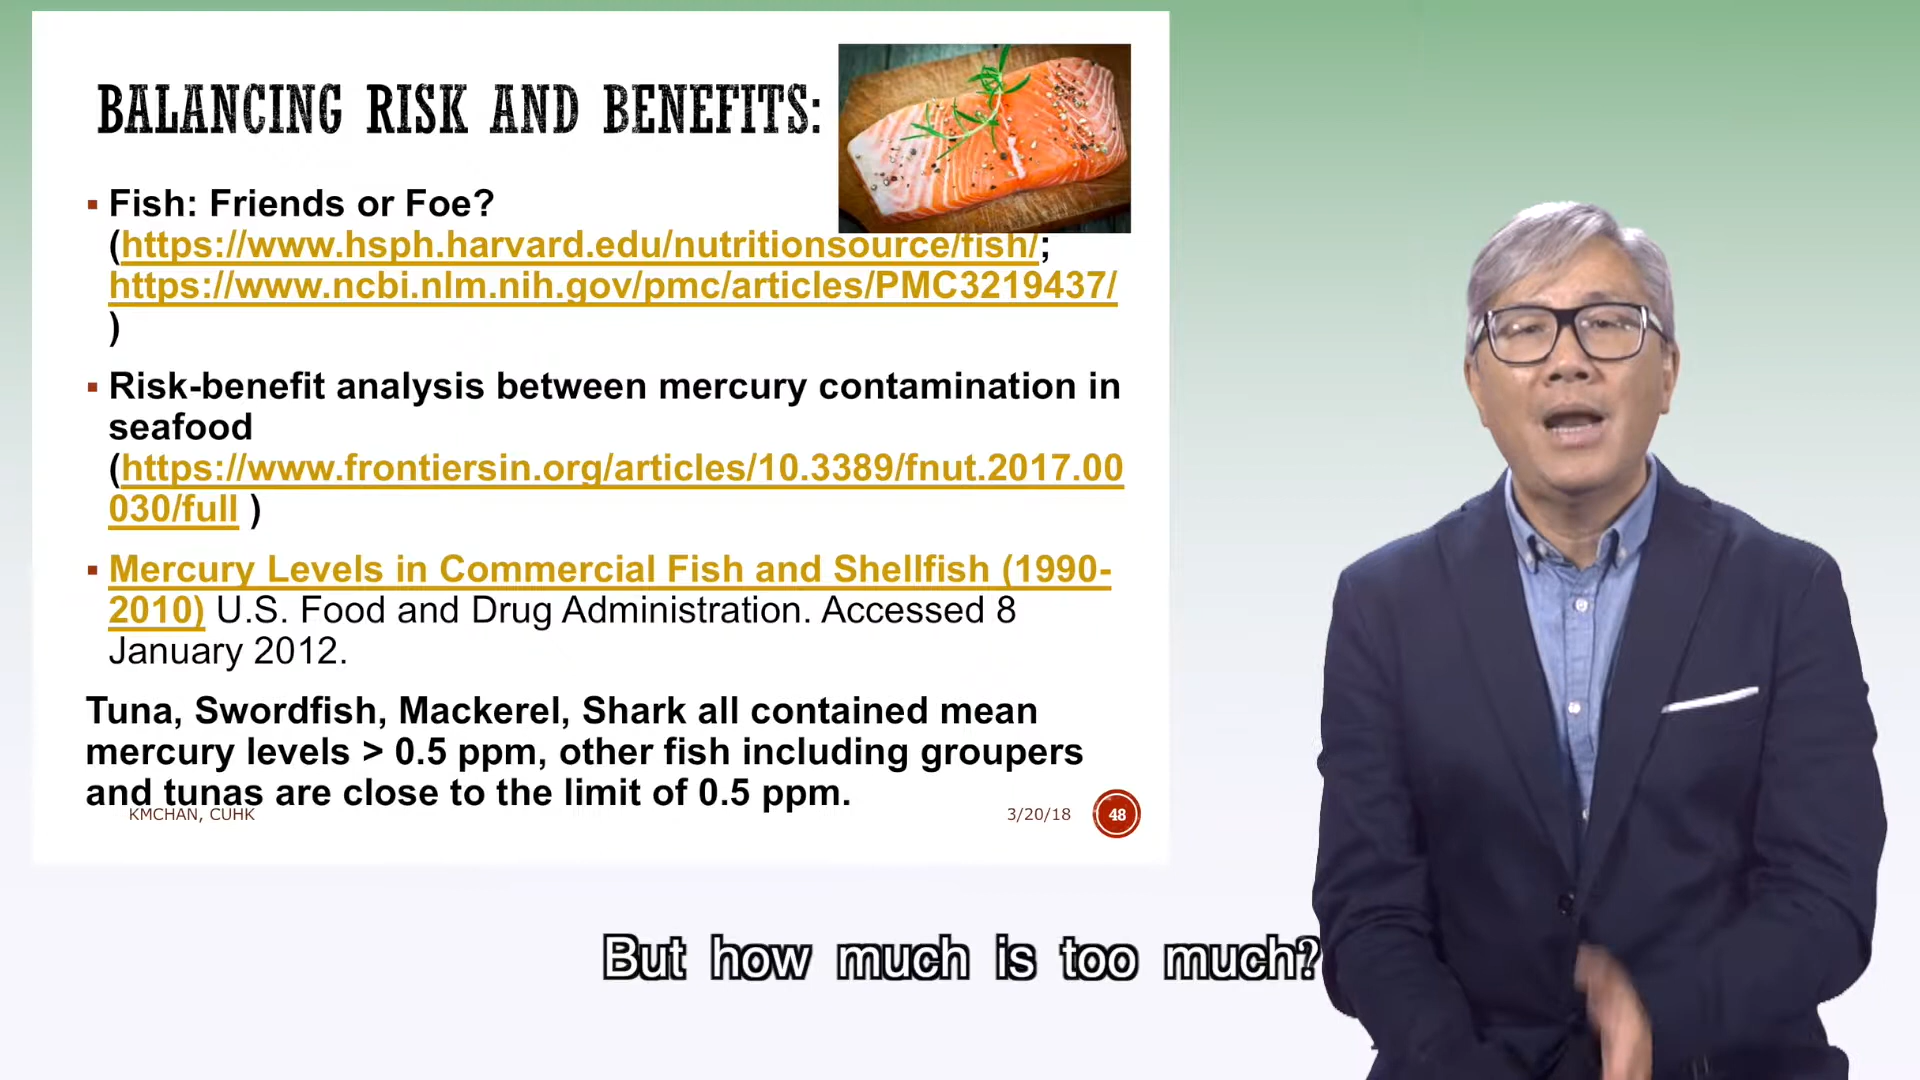 BALANCING RISK AND BENEFITS:
▪ Fish: Friends or Foe?
(https://www.hsph.harvard.edu/nutritionsource/fish/;
https://www.ncbi.nlm.nih.gov/pmc/articles/PMC3219437/
)
▪ Risk-benefit analysis between mercury contamination in
seafood
(https://www.frontiersin.org/articles/10.3389/fnut.2017.00
030/full )
▪ Mercury Levels in Commercial Fish and Shellfish (1990-
2010) U.S. Food and Drug Administration. Accessed 8
January 2012.
Tuna, Swordfish, Mackerel, Shark all contained mean
mercury levels > 0.5 ppm, other fish including groupers
and tunas are close to the limit of 0.5 ppm.
KMCHAN, CUHK
3/20/18
48
But how much is too much?